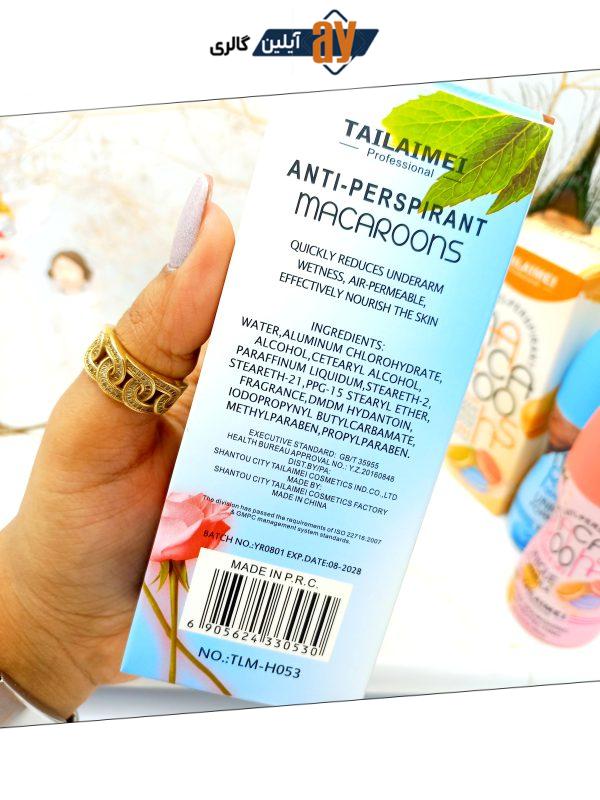 آیلین گالری ay
TAILAIMEI
Professional
ANTI-PERSPIRANT
MACAROONS
QUICKLY REDUCES UNDERARM
WETNESS, AIR-PERMEABLE,
EFFECTIVELY NOURISH THE SKIN
INGREDIENTS:
WATER,ALUMINUM CHLOROHYDRATE,
ALCOHOL,CETEARYL ALCOHOL,
PARAFFINUM LIQUIDUM,STEARETH-2,
STEARETH-21,PPG-15 STEARYL ETHER,
FRAGRANCE,DMDM HYDANTOIN,
IODOPROPYNYL BUTYLCARBAMATE,
METHYLPARABEN,PROPYLPARABEN.
EXECUTIVE STANDARD: GB/T 35955
HEALTH BUREAU APPROVAL NO.: Y.Z.20160848
DIST.BY/PA:
SHANTOU CITY TAILAIMEI COSMETICS IND.CO.,LTD
MADE BY:
SHANTOU CITY TAILAIMEI COSMETICS FACTORY
MADE IN CHINA
The division has passed the requirements of ISO 22716:2007
& GMPC management system standards.
BATCH NO.:YR0801 EXP.DATE:08-2028
MADE IN P.R.C.
6 905624 330530
NO.:TLM-H053
TAILAIMEI
TAILAIMEI